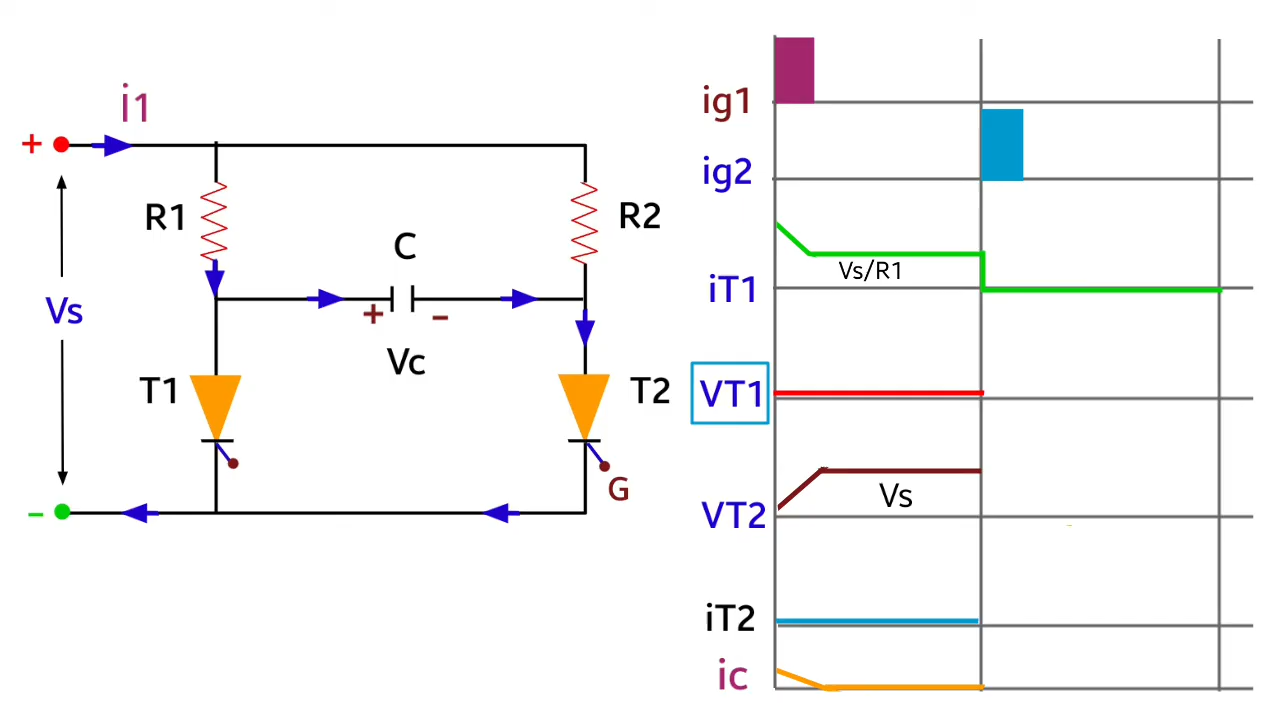 i1
+
R1
R2
C
Vs
+
−
Vc
T1
T2
G
−
ig1
ig2
Vs/R1
iT1
VT1
Vs
VT2
iT2
ic